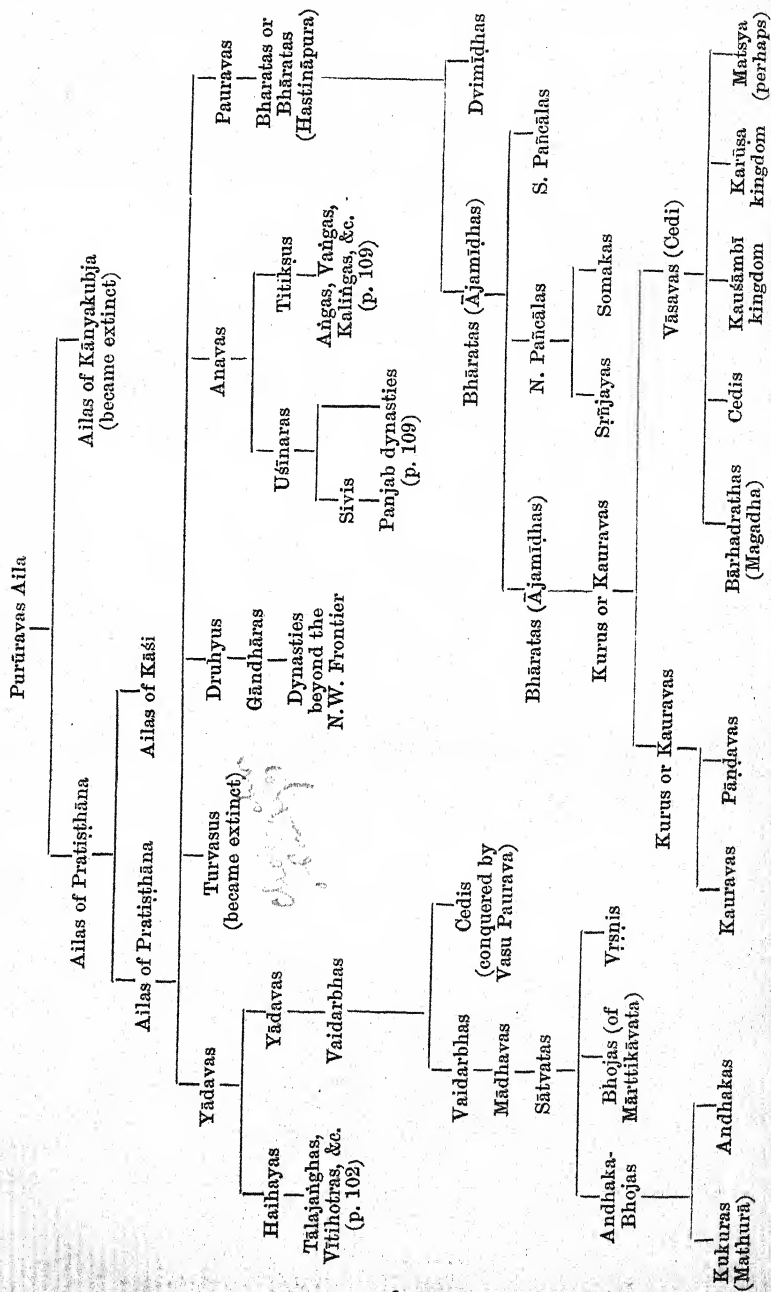 Purūravas Aila
Ailas of Pratiṣṭhāna
Ailas of Kānyakubja
(became extinct)
Ailas of Pratiṣṭhāna
Ailas of Kāśi
Yādavas
Turvasus
(became extinct)
Druhyus
Gāndhāras
Dynasties
beyond the
N.W. Frontier
Anavas
Pauravas
Bharatas or
Bhāratas
(Hastināpura)
Haihayas
Tālajaṅghas,
Vītihotras, &c.
(p. 102)
Yādavas
Vaidarbhas
Uśīnaras
Titikṣus
Aṅgas, Vaṅgas,
Kaliṅgas, &c.
(p. 109)
Sivis
Panjab dynasties
(p. 109)
Vaidarbhas
Mādhavas
Sātvatas
Cedis
(conquered by
Vasu Paurava)
Bhāratas (Ājamīḍhas)
Dvimīḍhas
Bhāratas (Ājamīḍhas)
N. Pañcālas
S. Pañcālas
Kurus or Kauravas
Sṛñjayas
Somakas
Andhaka-
Bhojas
Bhojas (of
Mārttikāvata)
Vṛṣṇis
Kurus or Kauravas
Vāsavas (Cedi)
Kukuras
(Mathurā)
Andhakas
Kauravas
Pāṇḍavas
Bārhadrathas
(Magadha)
Cedis
Kauśāmbī
kingdom
Karūṣa
kingdom
Matsya
(perhaps)